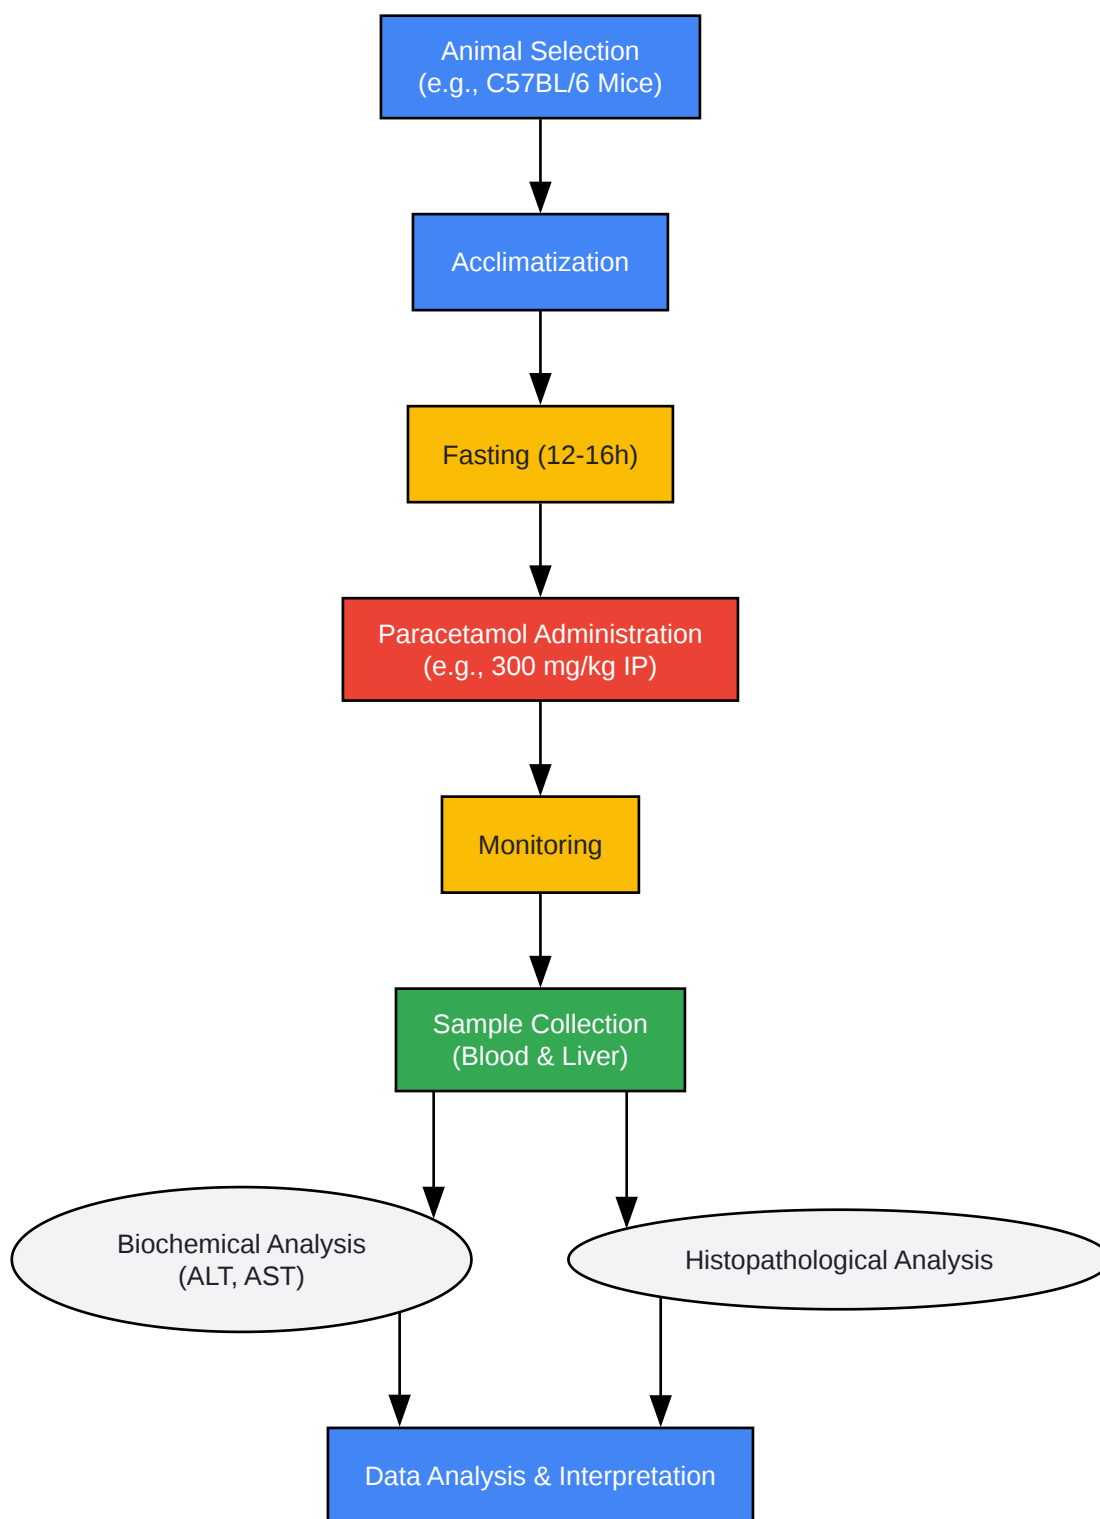 Animal Selection
(e.g., C57BL/6 Mice)
Acclimatization
Fasting (12-16h)
Paracetamol Administration
(e.g., 300 mg/kg IP)
Monitoring
Sample Collection
(Blood & Liver)
Biochemical Analysis
(ALT, AST)
Histopathological Analysis
Data Analysis & Interpretation